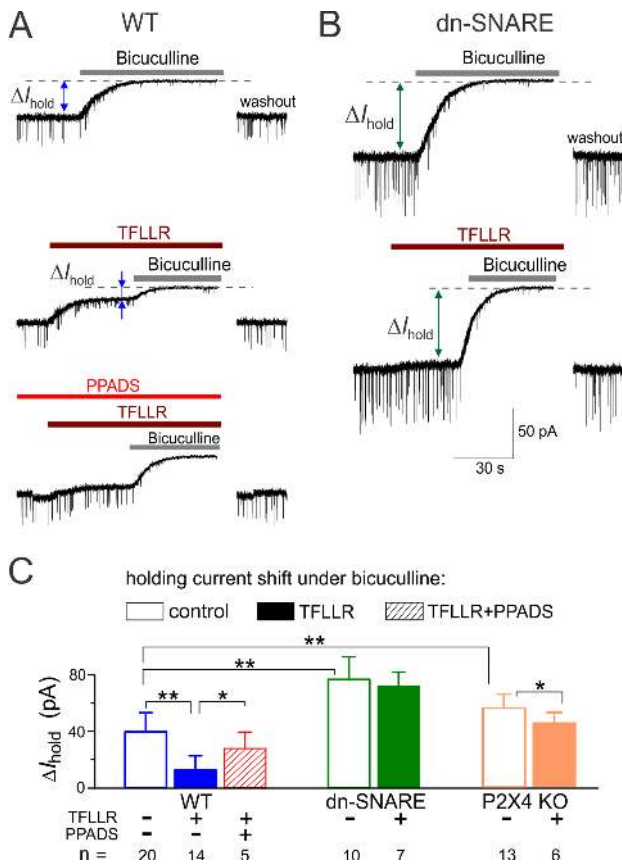 A WT
Bicuculline
ΔIhold
washout
TFLLR
ΔIhold Bicuculline
PPADS
TFLLR
Bicuculline
B dn-SNARE
Bicuculline
ΔIhold
washout
TFLLR
Bicuculline
ΔIhold
50 pA
30 s
C
holding current shift under bicuculline:
control TFLLR TFLLR+PPADS
**
**
** * *
80
40
0
ΔIhold (pA)
WT dn-SNARE P2X4 KO
TFLLR - + + - + - +
PPADS - - +
n = 20 14 5 10 7 13 6